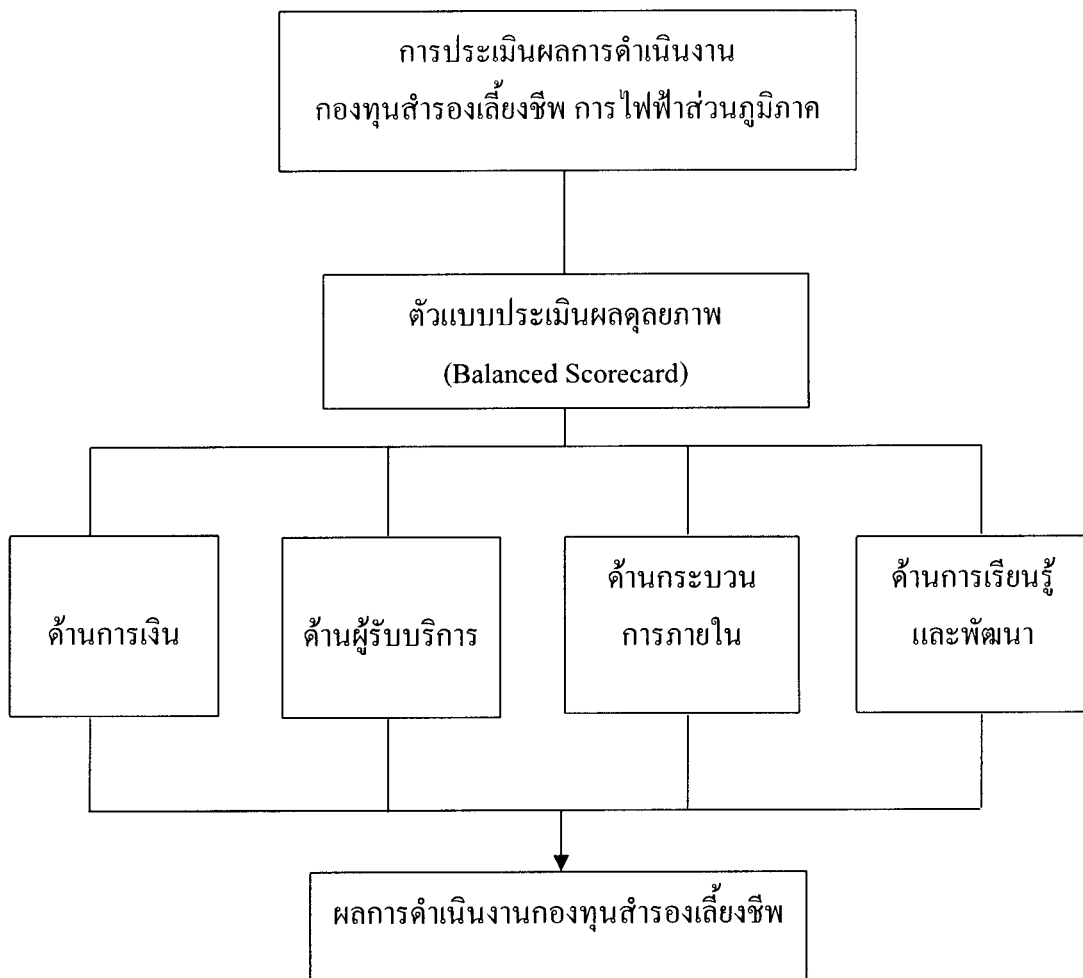 การประเมินผลการดำเนินงาน
กองทุนสำรองเลี้ยงชีพ การไฟฟ้าส่วนภูมิภาค
ตัวแบบประเมินผลดุลยภาพ
(Balanced Scorecard)
ด้านการเงิน
ด้านผู้รับบริการ
ด้านกระบวน
การภายใน
ด้านการเรียนรู้
และพัฒนา
ผลการดำเนินงานกองทุนสำรองเลี้ยงชีพ